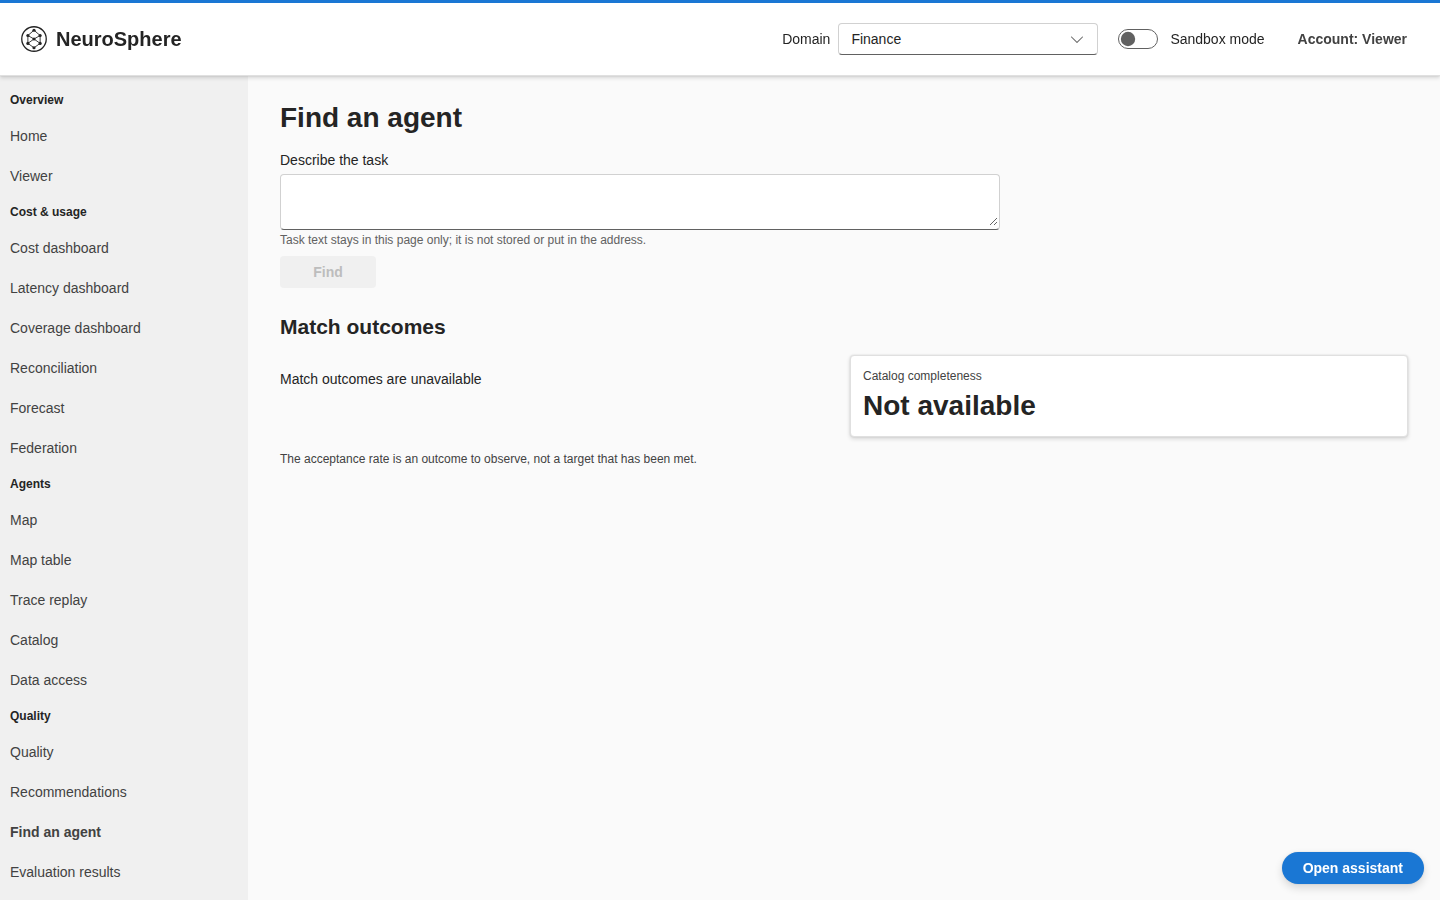 NeuroSphere
Domain
Finance
Sandbox mode
Account: Viewer
Overview
Home
Viewer
Cost & usage
Cost dashboard
Latency dashboard
Coverage dashboard
Reconciliation
Forecast
Federation
Agents
Map
Map table
Trace replay
Catalog
Data access
Quality
Quality
Recommendations
Find an agent
Evaluation results
Find an agent
Describe the task
Task text stays in this page only; it is not stored or put in the address.
Find
Match outcomes
Match outcomes are unavailable
Catalog completeness
Not available
The acceptance rate is an outcome to observe, not a target that has been met.
Open assistant